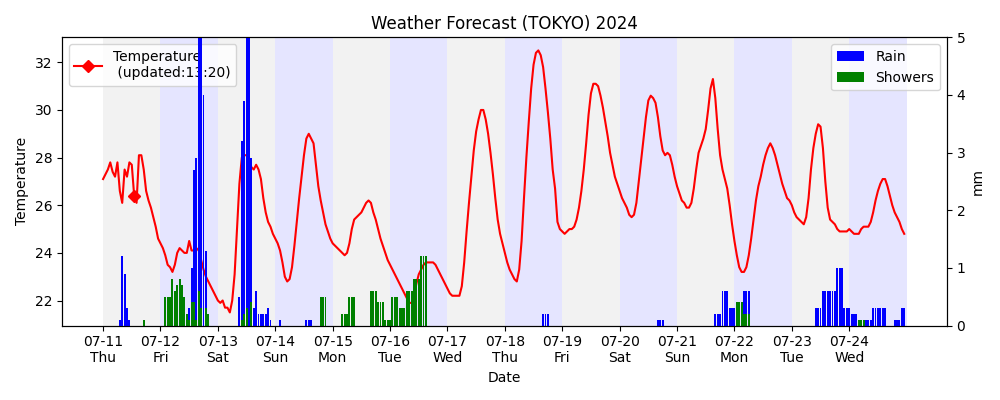 Weather Forecast (TOKYO) 2024
Temperature
(updated:13:20)
Rain
Showers
Temperature
32
30
28
26
24
22
5
4
3
2
1
0
mm
07-11 07-12 07-13 07-14 07-15 07-16 07-17 07-18 07-19 07-20 07-21 07-22 07-23 07-24
Thu Fri Sat Sun Mon Tue Wed Thu Fri Sat Sun Mon Tue Wed
Date